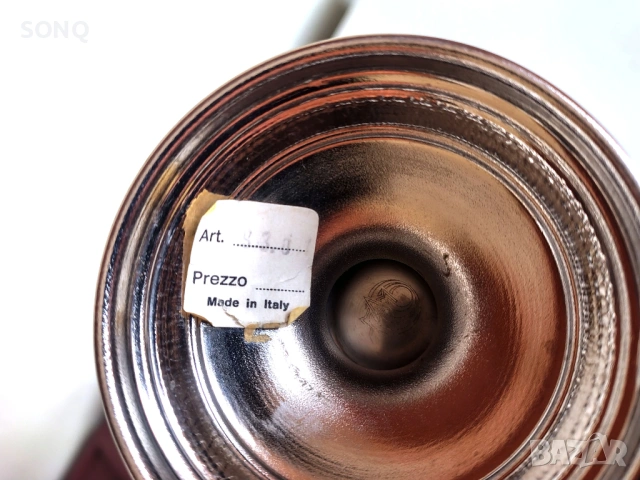 SONQ
Art.
Prezzo
Made in Italy
BAZAR